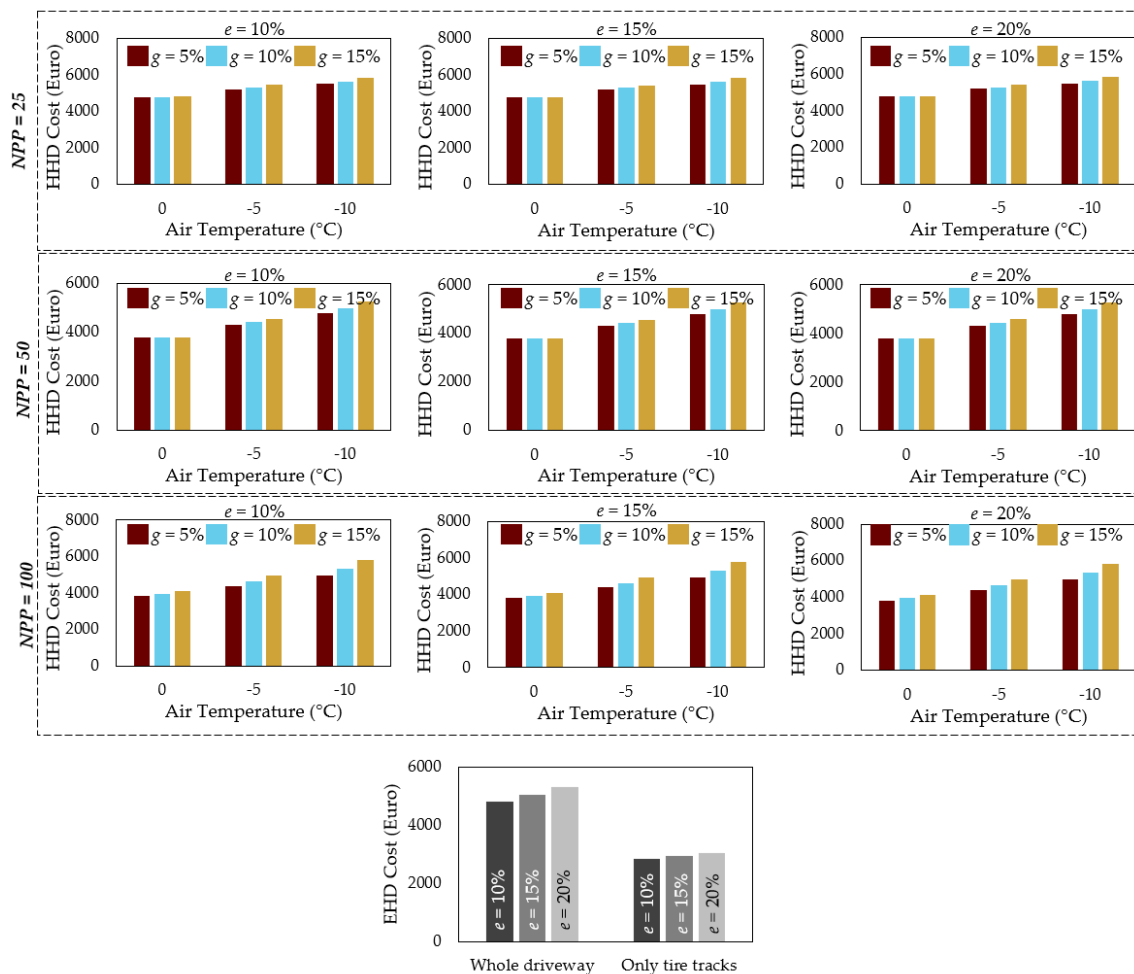 NPP = 25
e = 10%
HHD Cost (Euro)
8000
6000
4000
2000
0
g = 5% g = 10% g = 15%
0 -5 -10
Air Temperature (°C)
e = 15%
HHD Cost (Euro)
8000
6000
4000
2000
0
g = 5% g = 10% g = 15%
0 -5 -10
Air Temperature (°C)
e = 20%
HHD Cost (Euro)
8000
6000
4000
2000
0
g = 5% g = 10% g = 15%
0 -5 -10
Air Temperature (°C)
NPP = 50
e = 10%
HHD Cost (Euro)
6000
4000
2000
0
g = 5% g = 10% g = 15%
0 -5 -10
Air Temperature (°C)
e = 15%
HHD Cost (Euro)
6000
4000
2000
0
g = 5% g = 10% g = 15%
0 -5 -10
Air Temperature (°C)
e = 20%
HHD Cost (Euro)
6000
4000
2000
0
g = 5% g = 10% g = 15%
0 -5 -10
Air Temperature (°C)
NPP = 100
e = 10%
HHD Cost (Euro)
8000
6000
4000
2000
0
g = 5% g = 10% g = 15%
0 -5 -10
Air Temperature (°C)
e = 15%
HHD Cost (Euro)
8000
6000
4000
2000
0
g = 5% g = 10% g = 15%
0 -5 -10
Air Temperature (°C)
e = 20%
HHD Cost (Euro)
8000
6000
4000
2000
0
g = 5% g = 10% g = 15%
0 -5 -10
Air Temperature (°C)
EHD Cost (Euro)
6000
4000
2000
0
e = 10%
e = 15%
e = 20%
e = 10%
e = 15%
e = 20%
Whole driveway Only tire tracks